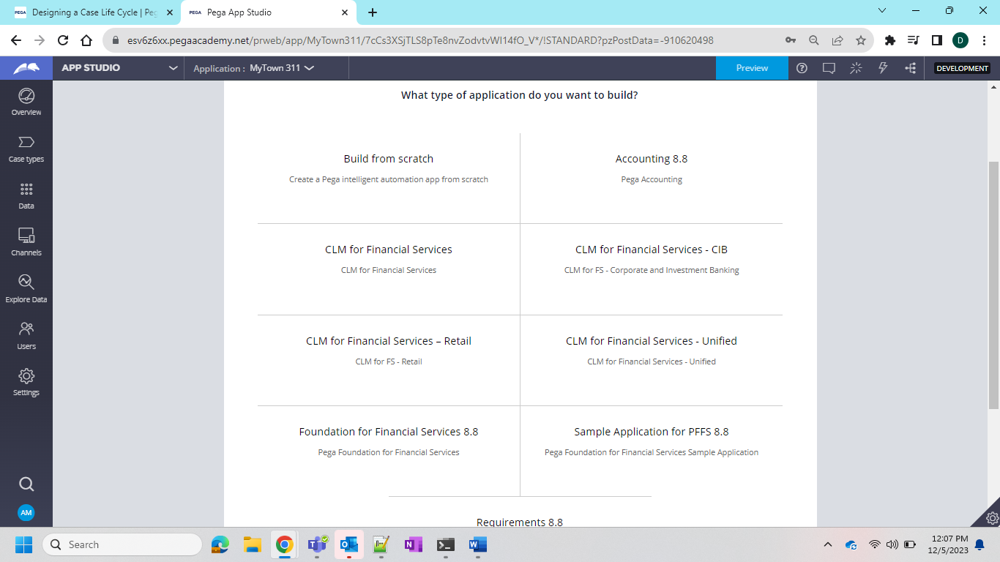 PEGA Designing a Case Life Cycle | Peg
PEGA Pega App Studio
esv6z6xx.pegaacademy.net/prweb/app/MyTown311/7cCs3XSjTLS8pTe8nvZodvtvWI14fO_V*/!STANDARD?pzPostData=-910620498
D
APP STUDIO
Application : MyTown 311
Preview
DEVELOPMENT
Overview
Case types
Data
Channels
Explore Data
Users
Settings
AM
What type of application do you want to build?
Build from scratch
Create a Pega intelligent automation app from scratch
Accounting 8.8
Pega Accounting
CLM for Financial Services
CLM for Financial Services
CLM for Financial Services - CIB
CLM for FS - Corporate and Investment Banking
CLM for Financial Services – Retail
CLM for FS - Retail
CLM for Financial Services - Unified
CLM for Financial Services - Unified
Foundation for Financial Services 8.8
Pega Foundation for Financial Services
Sample Application for PFFS 8.8
Pega Foundation for Financial Services Sample Application
Requirements 8.8
Search
12:07 PM
12/5/2023